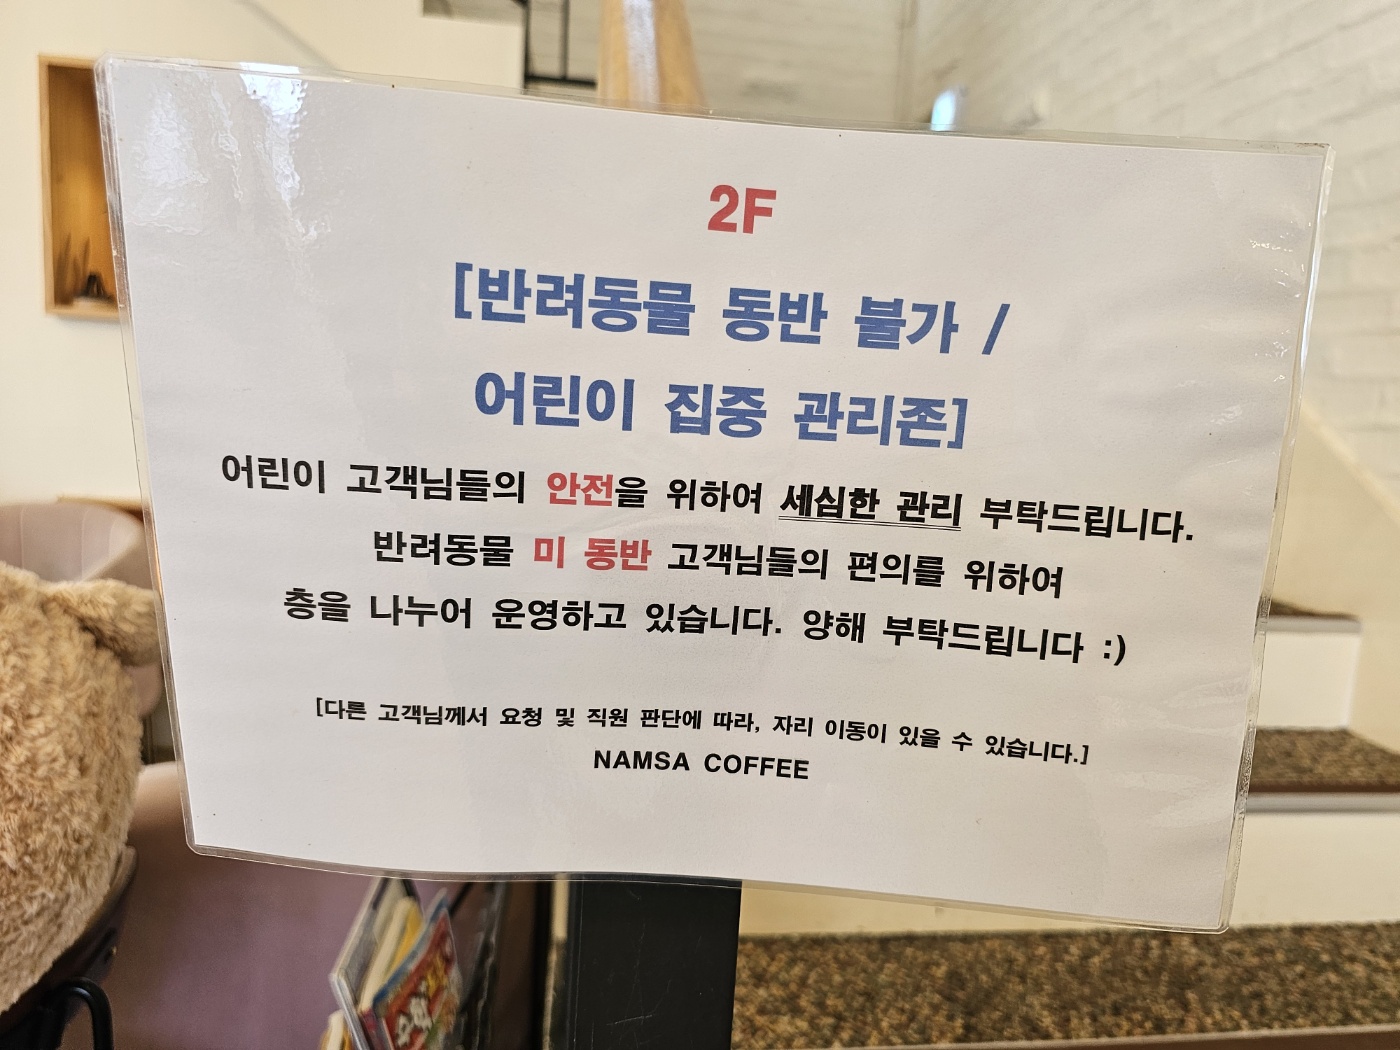 2F
[반려동물 동반 불가 /
어린이 집중 관리존]
어린이 고객님들의 안전을 위하여 세심한 관리 부탁드립니다.
반려동물 미 동반 고객님들의 편의를 위하여
층을 나누어 운영하고 있습니다. 양해 부탁드립니다 :)
[다른 고객님께서 요청 및 직원 판단에 따라, 자리 이동이 있을 수 있습니다.]
NAMSA COFFEE